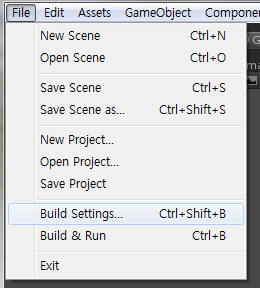 File Edit Assets GameObject Componen
New Scene Ctrl+N
Open Scene Ctrl+O
Save Scene Ctrl+S
Save Scene as... Ctrl+Shift+S
New Project...
Open Project...
Save Project
Build Settings... Ctrl+Shift+B
Build & Run Ctrl+B
Exit